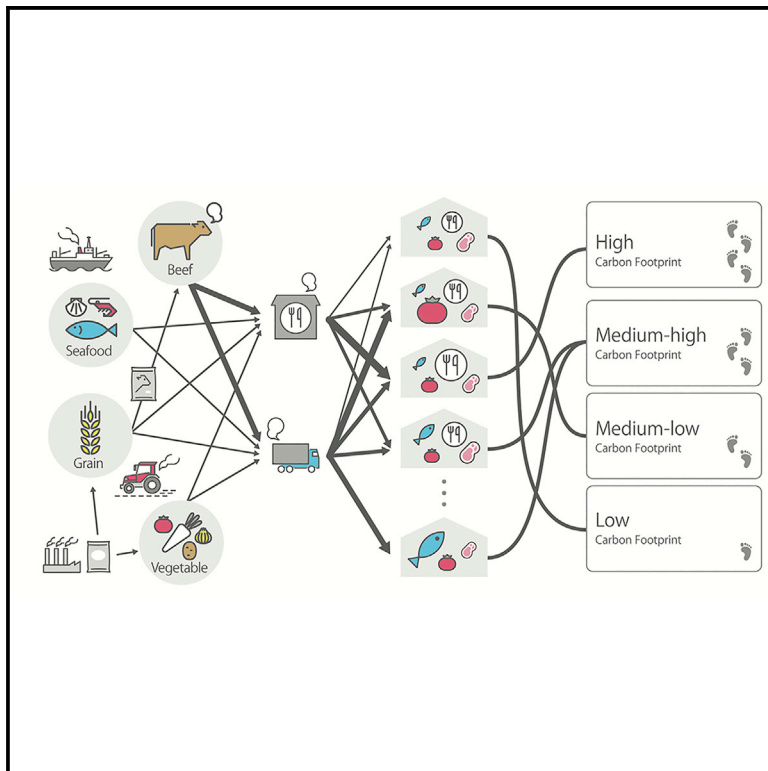 Beef
Seafood
Grain
Vegetable
High
Carbon Footprint
Medium-high
Carbon Footprint
Medium-low
Carbon Footprint
Low
Carbon Footprint